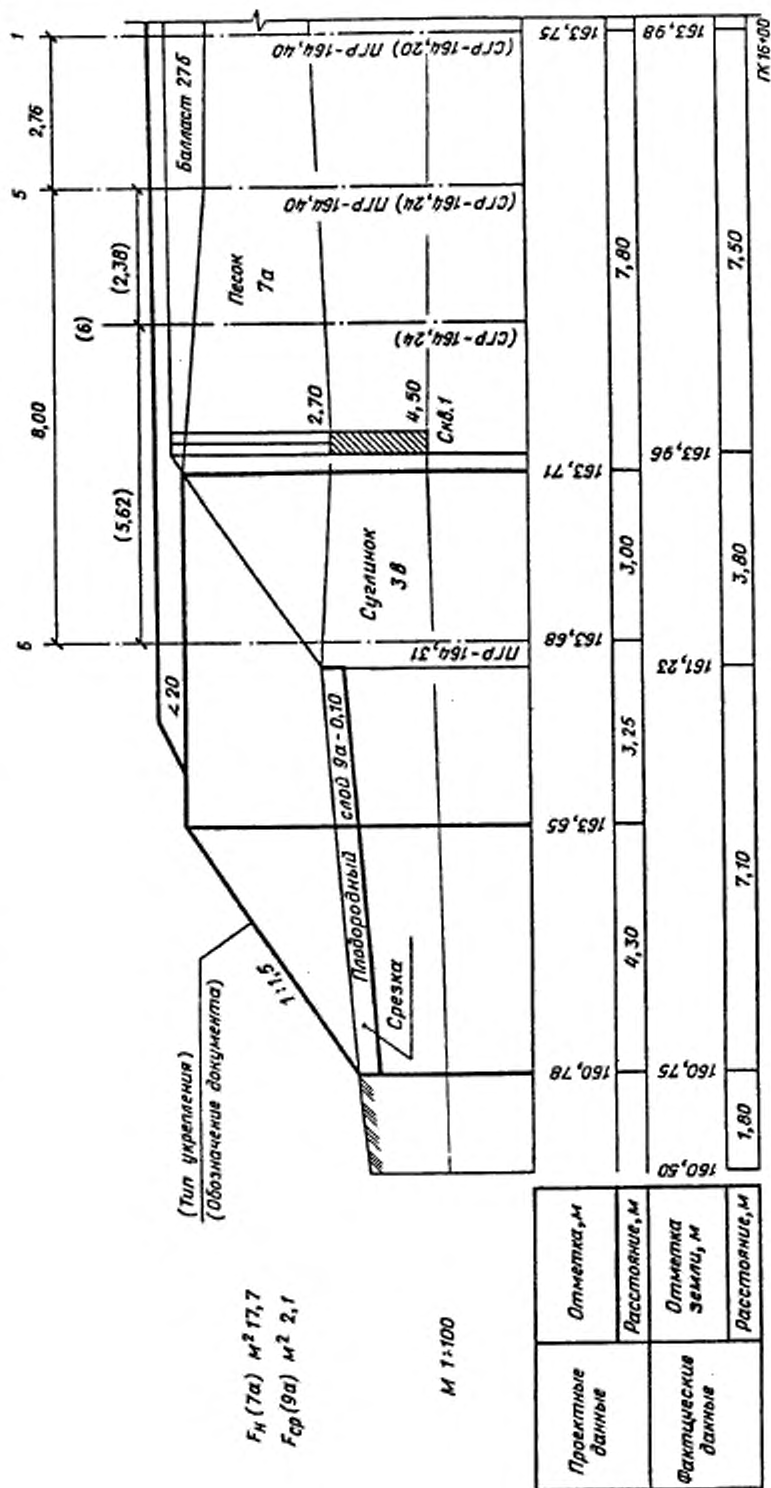 1
5
(6)
6
2,76
8,00
(2,38)
(5,62)
Балласт 27б
Песок
7а
2,70
4,50
Скв.1
Суглинок
3в
<20
(СГР-164,20) ПГР-164,40
(СГР-164,24) ПГР-164,40
(СГР-164,24)
ПГР-164,31
Плодородный слой 9а-0,10
Срезка
1:1,5
(Тип укрепления)
(Обозначение документа)
Fн (7а) м² 17,7
Fср (9а) м² 2,1
М 1:100
Проектные данные
Отметка, м
160,78
163,65
163,68
163,71
163,75
Расстояние, м
4,30
3,25
3,00
7,80
Фактические данные
Отметка земли, м
160,50
160,75
161,23
163,96
163,98
Расстояние, м
1,80
7,10
3,80
7,50
ПК 16+00